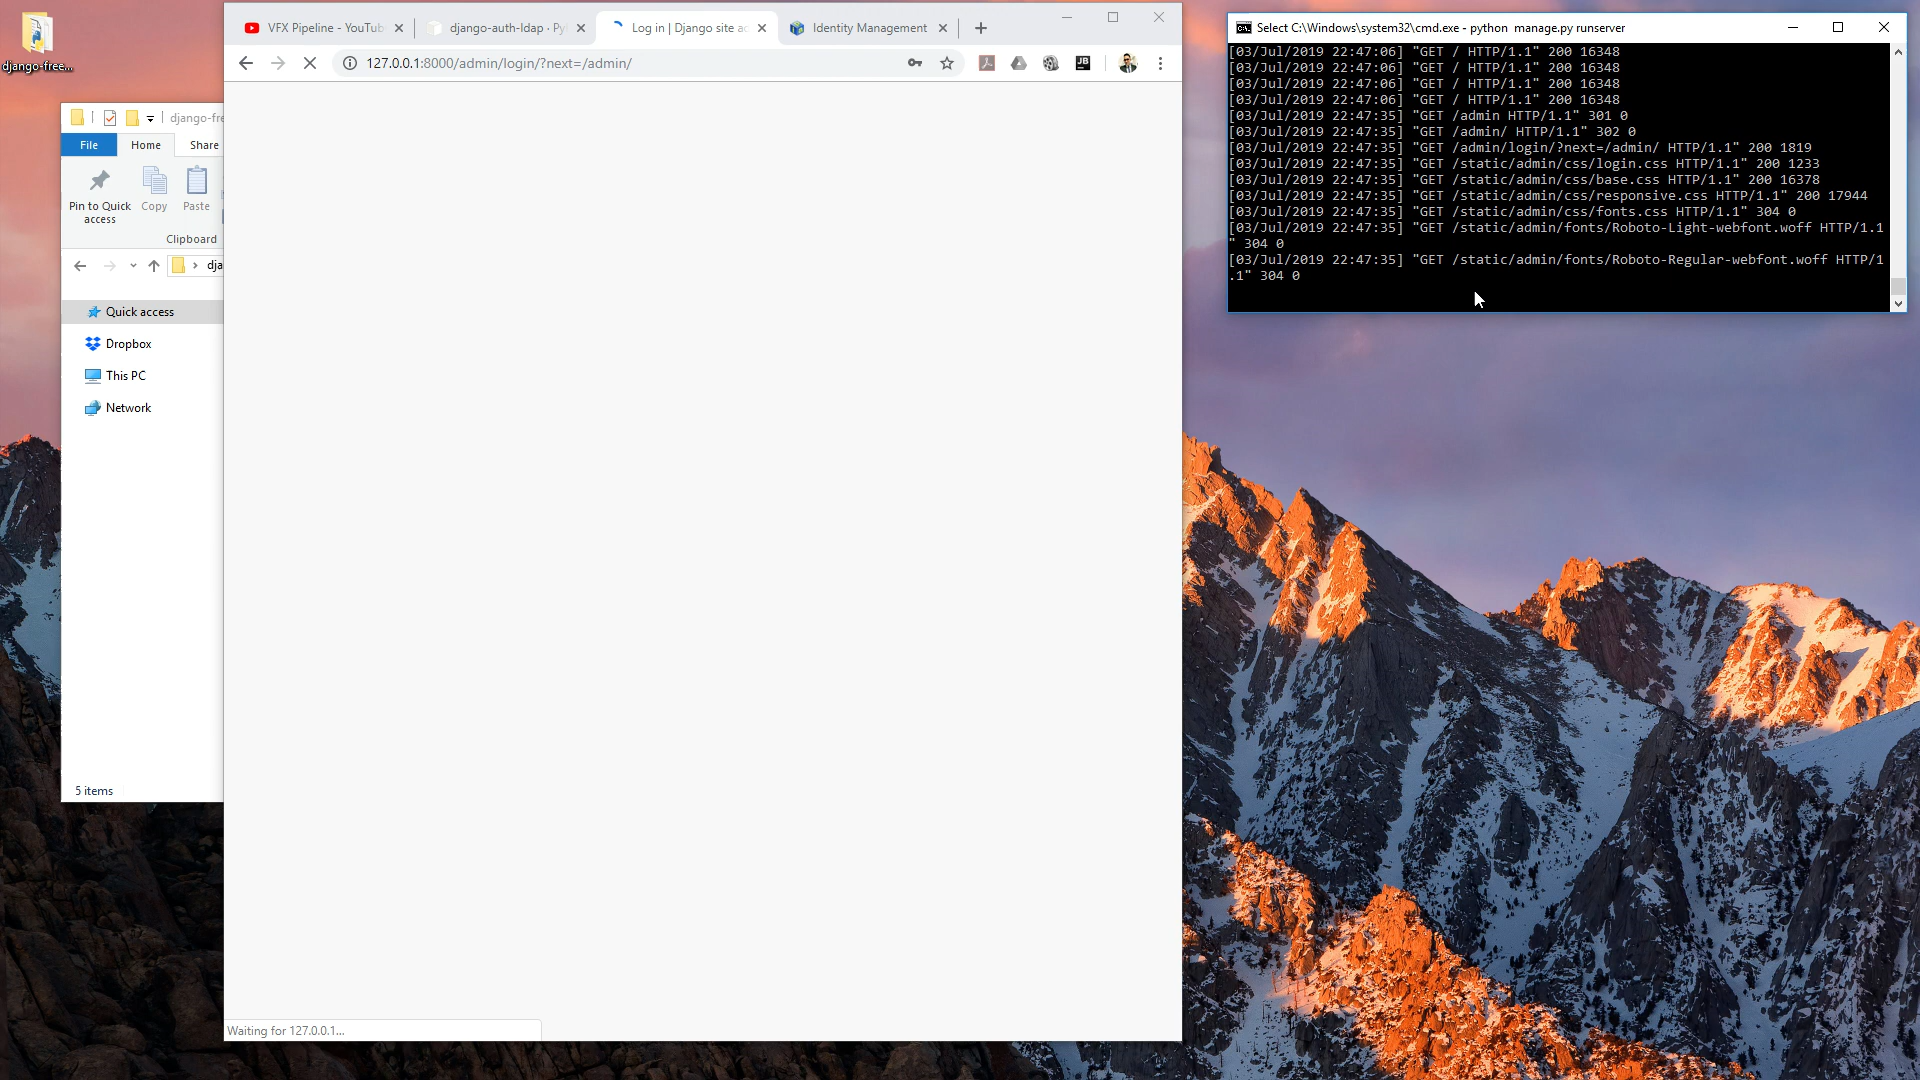 django-free...
django-fre
File
Home
Share
Pin to Quick access
Copy
Paste
Clipboard
dja
Quick access
Dropbox
This PC
Network
5 items
VFX Pipeline - YouTub
django-auth-ldap · Py
Log in | Django site a
Identity Management
127.0.0.1:8000/admin/login/?next=/admin/
JB
Waiting for 127.0.0.1...
Select C:\Windows\system32\cmd.exe - python  manage.py runserver
[03/Jul/2019 22:47:06] "GET / HTTP/1.1" 200 16348
[03/Jul/2019 22:47:06] "GET / HTTP/1.1" 200 16348
[03/Jul/2019 22:47:06] "GET / HTTP/1.1" 200 16348
[03/Jul/2019 22:47:06] "GET / HTTP/1.1" 200 16348
[03/Jul/2019 22:47:35] "GET /admin HTTP/1.1" 301 0
[03/Jul/2019 22:47:35] "GET /admin/ HTTP/1.1" 302 0
[03/Jul/2019 22:47:35] "GET /admin/login/?next=/admin/ HTTP/1.1" 200 1819
[03/Jul/2019 22:47:35] "GET /static/admin/css/login.css HTTP/1.1" 200 1233
[03/Jul/2019 22:47:35] "GET /static/admin/css/base.css HTTP/1.1" 200 16378
[03/Jul/2019 22:47:35] "GET /static/admin/css/responsive.css HTTP/1.1" 200 17944
[03/Jul/2019 22:47:35] "GET /static/admin/css/fonts.css HTTP/1.1" 304 0
[03/Jul/2019 22:47:35] "GET /static/admin/fonts/Roboto-Light-webfont.woff HTTP/1.1
" 304 0
[03/Jul/2019 22:47:35] "GET /static/admin/fonts/Roboto-Regular-webfont.woff HTTP/1
.1" 304 0